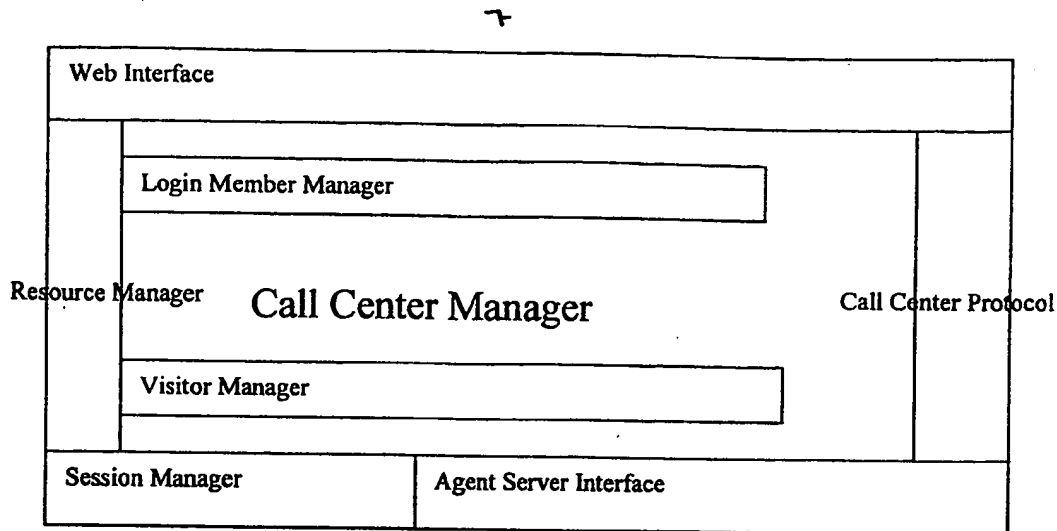 7
Web Interface
Login Member Manager
Resource Manager
Call Center Manager
Call Center Protocol
Visitor Manager
Session Manager
Agent Server Interface